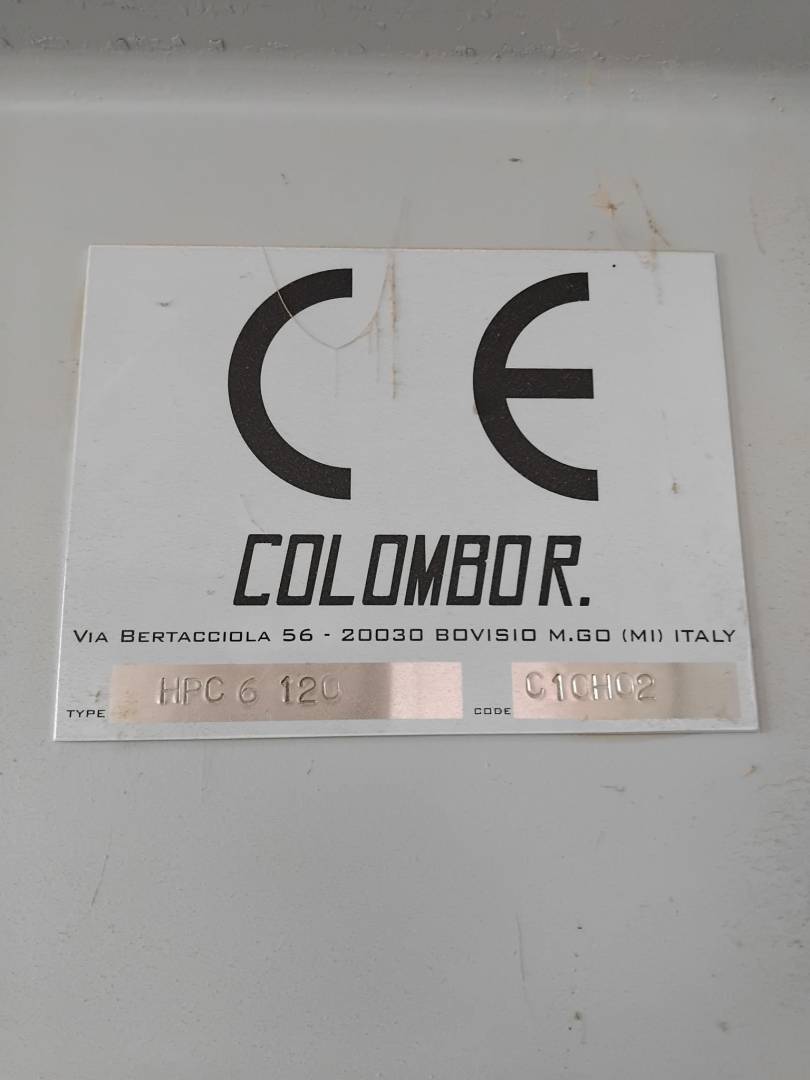 CE
COLOMBO R.
VIA BERTACCIOLA 56 - 20030 BOVISIO M.GO (MI) ITALY
TYPE HPC 6 120 CODE C10H02